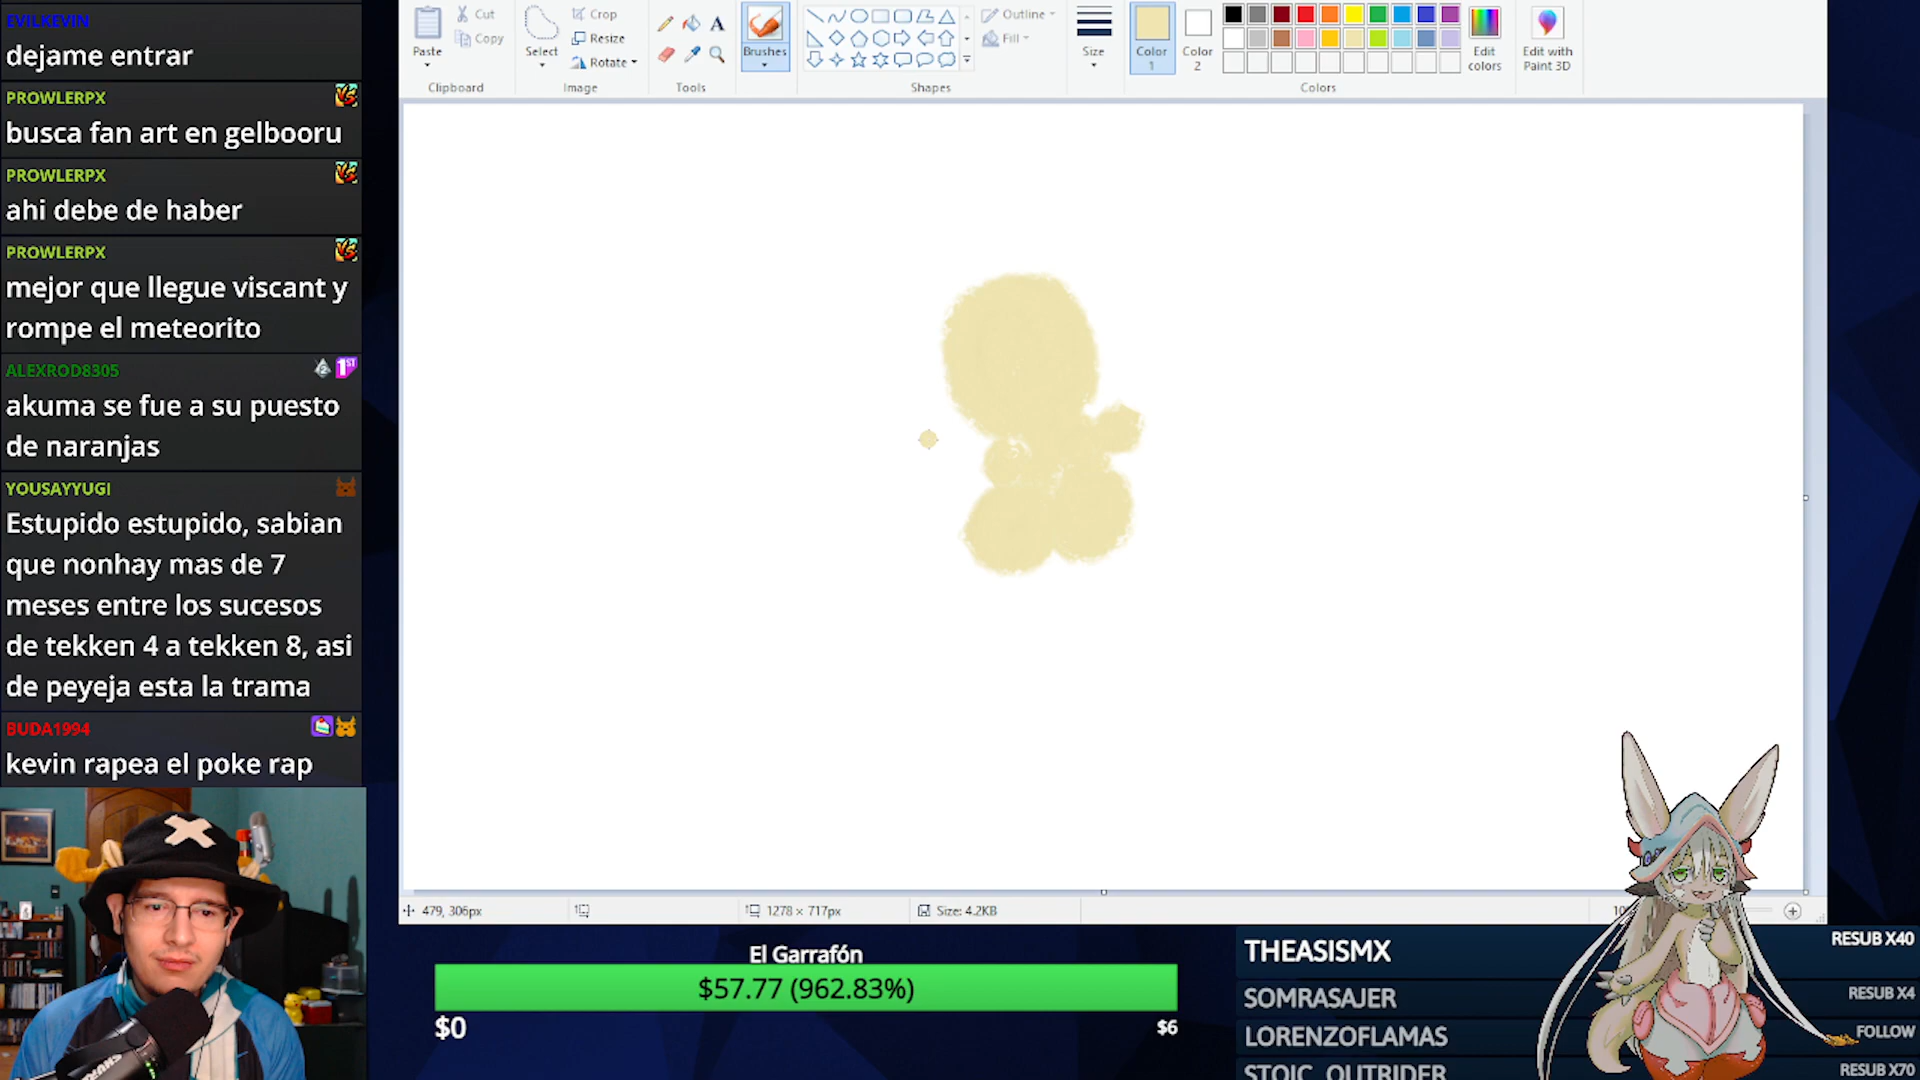 EVILKEVIN
dejame entrar
PROWLERPX
busca fan art en gelbooru
PROWLERPX
ahi debe de haber
PROWLERPX
mejor que llegue viscant y
rompe el meteorito
ALEXROD8305
akuma se fue a su puesto
de naranjas
YOUSAYYUGI
Estupido estupido, sabian
que nonhay mas de 7
meses entre los sucesos
de tekken 4 a tekken 8, asi
de peyeja esta la trama
BUDA1994
kevin rapea el poke rap
Paste
Cut
Copy
Clipboard
Select
Crop
Resize
Rotate
Image
A
Tools
Brushes
Outline
Fill
Shapes
Size
Color
1
Color
2
Edit
colors
Edit with
Paint 3D
Colors
479, 306px
1278 × 717px
Size: 4.2KB
El Garrafón
$57.77 (962.83%)
$0
$6
THEASISMX
RESUB X40
SOMRASAJER
RESUB X4
LORENZOFLAMAS
FOLLOW
STOIC_OUTRIDER
RESUB X70